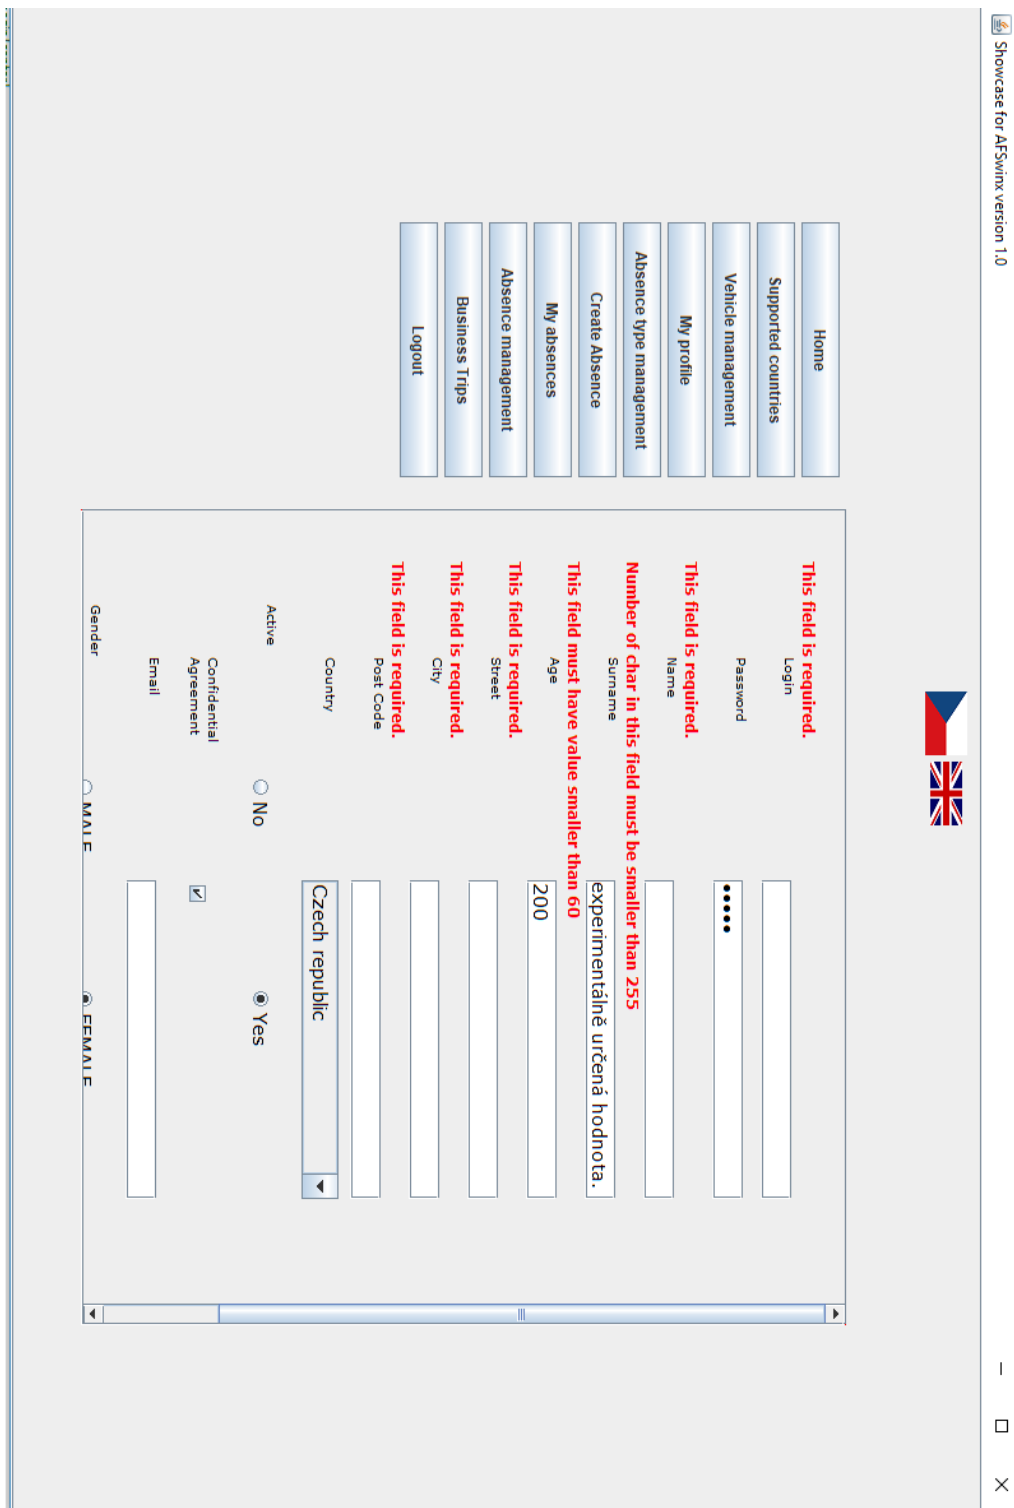 Showcase for AFSwinx version 1.0
Home
Supported countries
Vehicle management
My profile
Absence type management
Create Absence
My absences
Absence management
Business Trips
Logout
This field is required.
Login
Password
•••••
This field is required.
Name
Number of char in this field must be smaller than 255
Surname
experimentálně určená hodnota.
This field must have value smaller than 60
Age
200
This field is required.
Street
This field is required.
City
This field is required.
Post Code
Country
Czech republic
Active
No
Yes
Confidential
Agreement
Email
Gender
MALE
FEMALE